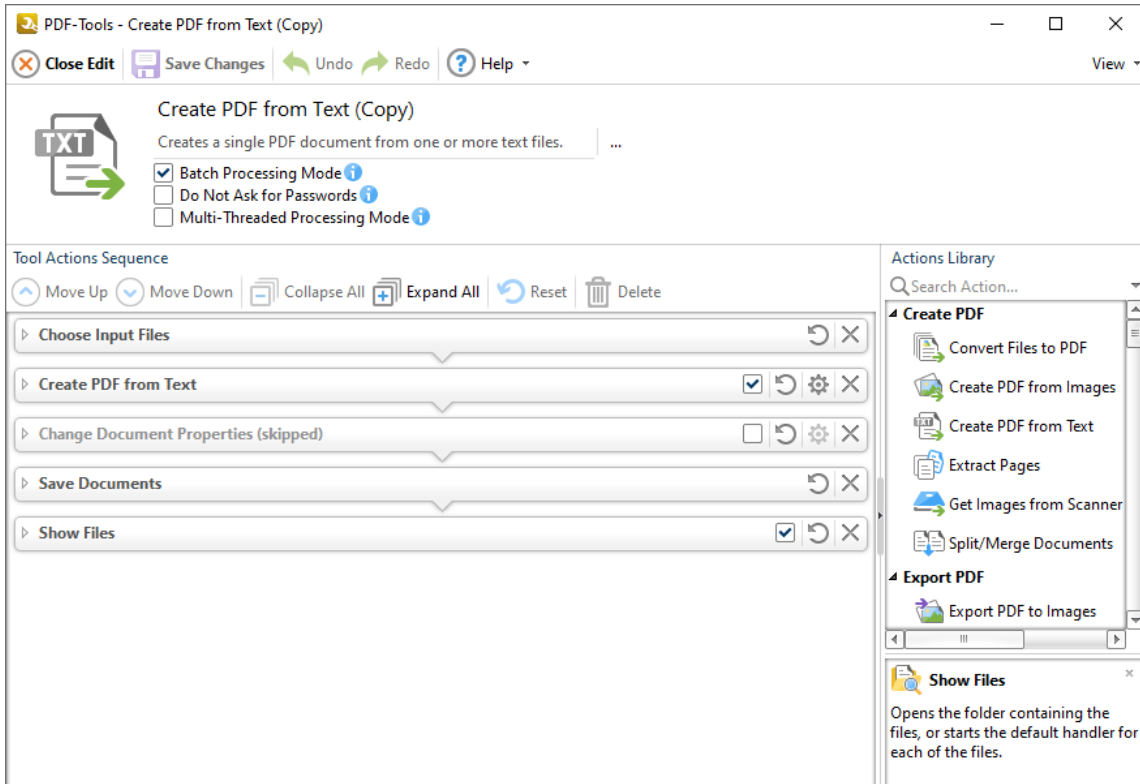 PDF-Tools - Create PDF from Text (Copy)
Close Edit Save Changes Undo Redo ? Help View
Create PDF from Text (Copy)
TXT
Creates a single PDF document from one or more text files. ...
Batch Processing Mode i
Do Not Ask for Passwords i
Multi-Threaded Processing Mode i
Tool Actions Sequence
Move Up Move Down Collapse All Expand All Reset Delete
Choose Input Files
Create PDF from Text
Change Document Properties (skipped)
Save Documents
Show Files
Actions Library
Search Action...
Create PDF
Convert Files to PDF
Create PDF from Images
TXT Create PDF from Text
Extract Pages
Get Images from Scanner
Split/Merge Documents
Export PDF
Export PDF to Images
Show Files
Opens the folder containing the
files, or starts the default handler for
each of the files.